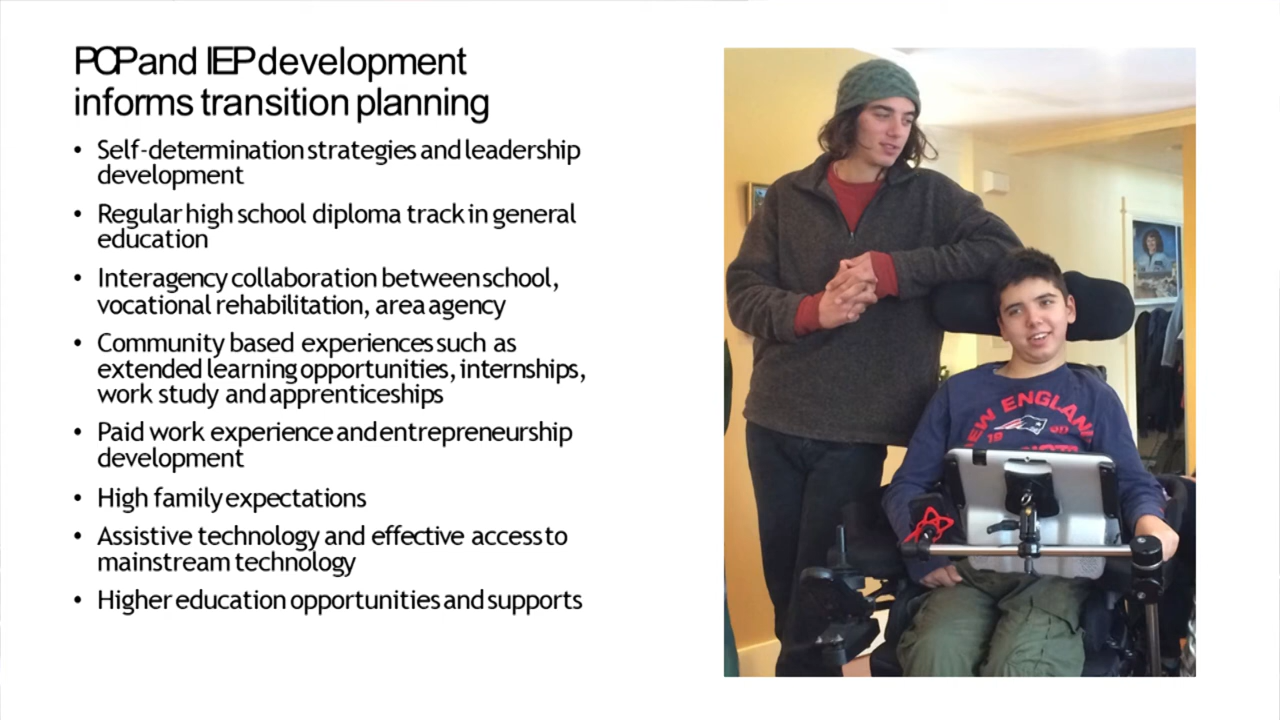 PCP and IEP development
informs transition planning
• Self-determination strategies and leadership
development
• Regular high school diploma track in general
education
• Interagency collaboration between school,
vocational rehabilitation, area agency
• Community based experiences such as
extended learning opportunities, internships,
work study and apprenticeships
• Paid work experience and entrepreneurship
development
• High family expectations
• Assistive technology and effective access to
mainstream technology
• Higher education opportunities and supports
NEW ENGLAND
19